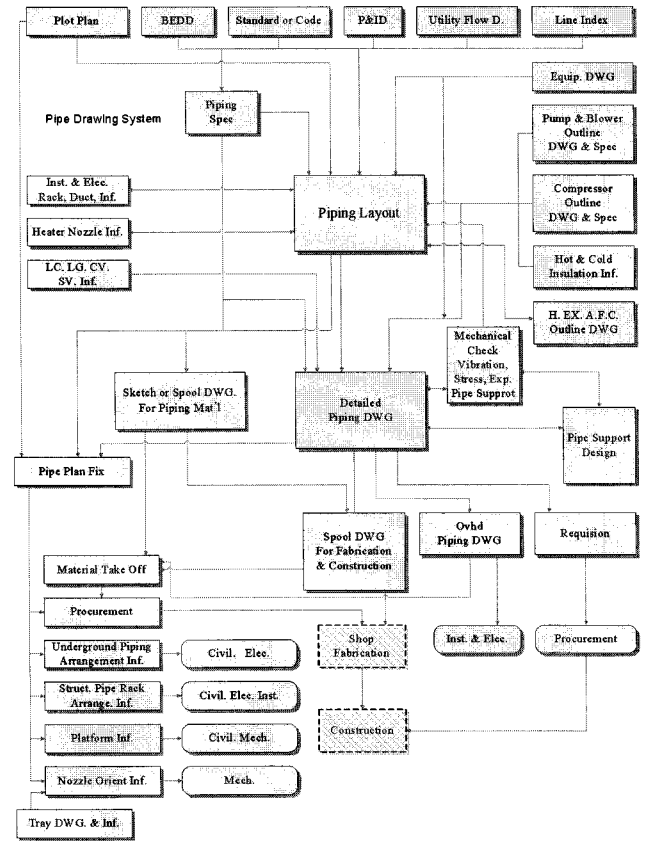 Plot Plan
BEDD
Standard or Code
P&ID
Utility Flow D.
Line Index
Equip. DWG
Pipe Drawing System
Piping
Spec
Pump & Blower
Outline
DWG & Spec
Inst. & Elec.
Rack, Duct, Inf.
Piping Layout
Compressor
Outline
DWG & Spec
Heater Nozzle Inf.
LC. LG. CV.
SV. Inf.
Hot & Cold
Insulation Inf.
H. EX. A.F.C.
Outline DWG
Mechanical
Check
Vibration,
Stress, Exp.
Pipe Supprot
Sketch or Spool DWG.
For Piping Mat'l
Detailed
Piping DWG
Pipe Support
Design
Pipe Plan Fix
Spool DWG
For Fabrication
& Construction
Ovhd
Piping DWG
Requision
Material Take Off
Procurement
Shop
Fabrication
Inst. & Elec.
Procurement
Underground Piping
Arrangement Inf.
Civil. Elec.
Struct. Pipe Rack
Arrange. Inf.
Civil. Elec. Inst.
Platform Inf.
Civil. Mech.
Construction
Nozzle Orient Inf.
Mech.
Tray DWG. & Inf.